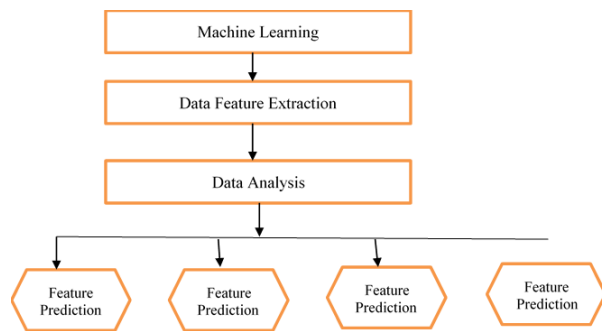 Machine Learning
Data Feature Extraction
Data Analysis
Feature
Prediction
Feature
Prediction
Feature
Prediction
Feature
Prediction